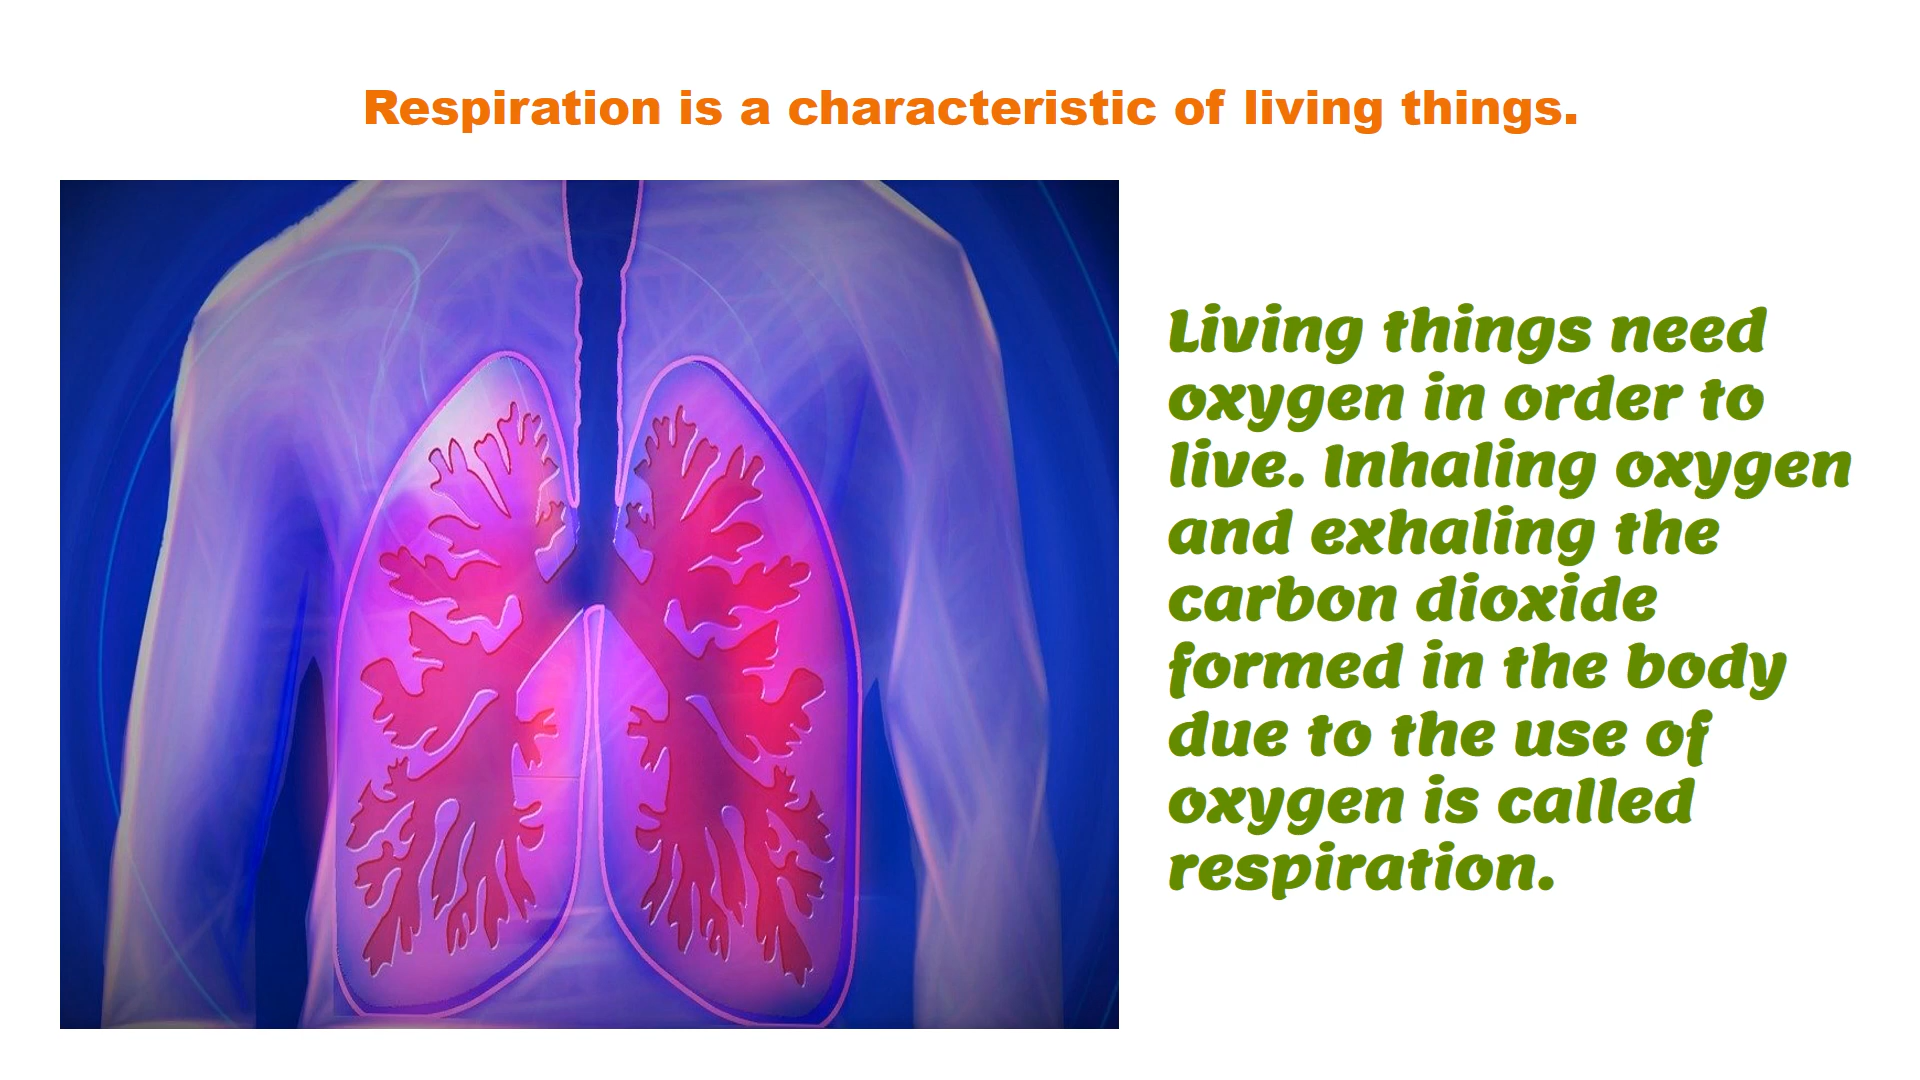 Respiration is a characteristic of living things.
Living things need
oxygen in order to
live. Inhaling oxygen
and exhaling the
carbon dioxide
formed in the body
due to the use of
oxygen is called
respiration.